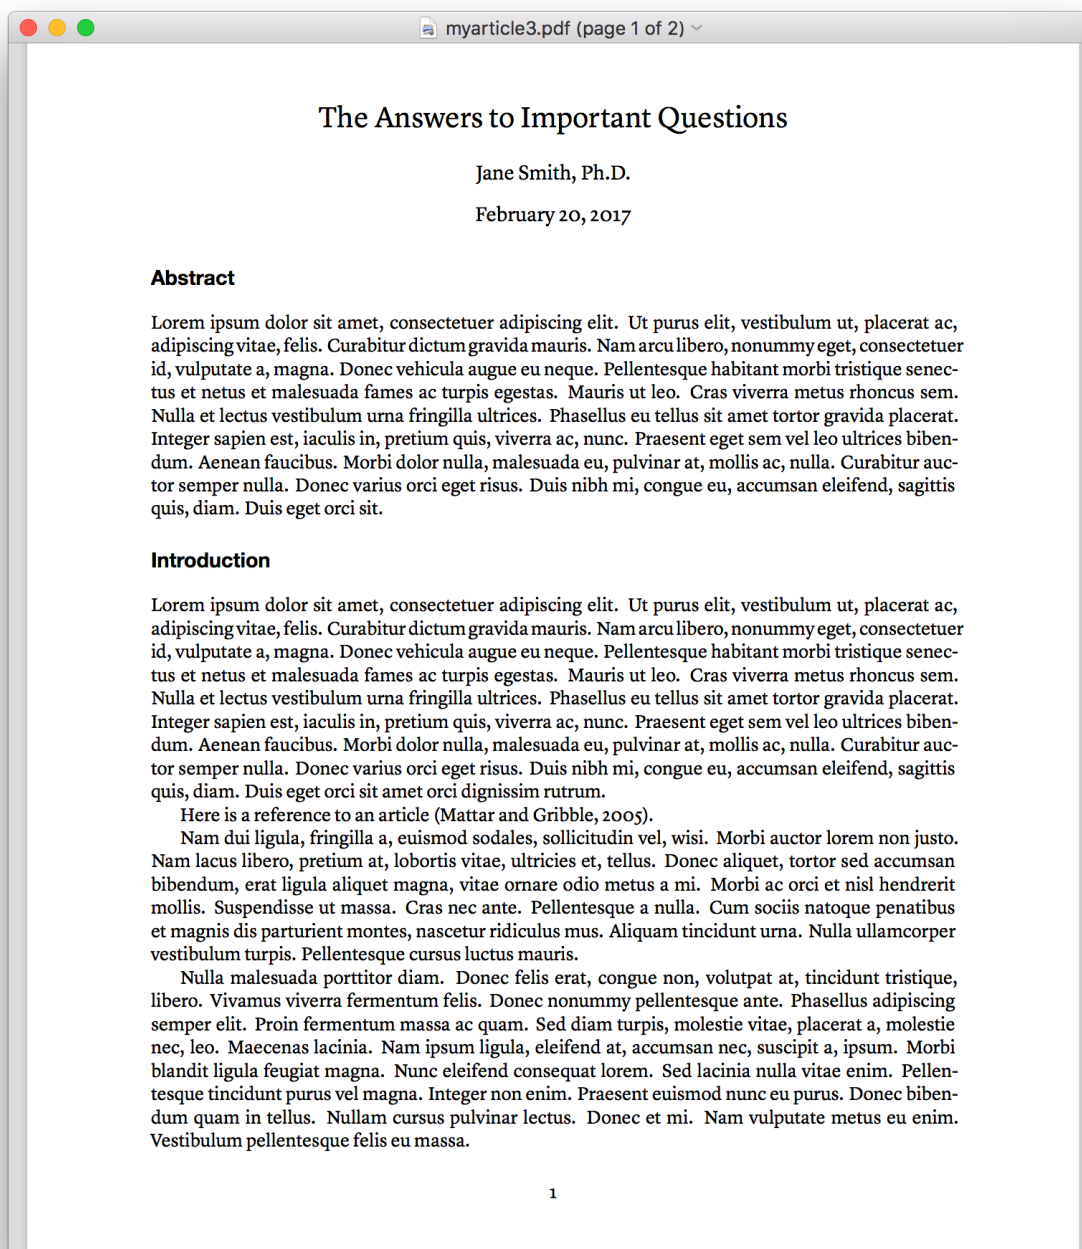 myarticle3.pdf (page 1 of 2)
The Answers to Important Questions
Jane Smith, Ph.D.
February 20, 2017
Abstract
Lorem ipsum dolor sit amet, consectetuer adipiscing elit. Ut purus elit, vestibulum ut, placerat ac,
adipiscing vitae, felis. Curabitur dictum gravida mauris. Nam arcu libero, nonummy eget, consectetuer
id, vulputate a, magna. Donec vehicula augue eu neque. Pellentesque habitant morbi tristique senec-
tus et netus et malesuada fames ac turpis egestas. Mauris ut leo. Cras viverra metus rhoncus sem.
Nulla et lectus vestibulum urna fringilla ultrices. Phasellus eu tellus sit amet tortor gravida placerat.
Integer sapien est, iaculis in, pretium quis, viverra ac, nunc. Praesent eget sem vel leo ultrices biben-
dum. Aenean faucibus. Morbi dolor nulla, malesuada eu, pulvinar at, mollis ac, nulla. Curabitur auc-
tor semper nulla. Donec varius orci eget risus. Duis nibh mi, congue eu, accumsan eleifend, sagittis
quis, diam. Duis eget orci sit.
Introduction
Lorem ipsum dolor sit amet, consectetuer adipiscing elit. Ut purus elit, vestibulum ut, placerat ac,
adipiscing vitae, felis. Curabitur dictum gravida mauris. Nam arcu libero, nonummy eget, consectetuer
id, vulputate a, magna. Donec vehicula augue eu neque. Pellentesque habitant morbi tristique senec-
tus et netus et malesuada fames ac turpis egestas. Mauris ut leo. Cras viverra metus rhoncus sem.
Nulla et lectus vestibulum urna fringilla ultrices. Phasellus eu tellus sit amet tortor gravida placerat.
Integer sapien est, iaculis in, pretium quis, viverra ac, nunc. Praesent eget sem vel leo ultrices biben-
dum. Aenean faucibus. Morbi dolor nulla, malesuada eu, pulvinar at, mollis ac, nulla. Curabitur auc-
tor semper nulla. Donec varius orci eget risus. Duis nibh mi, congue eu, accumsan eleifend, sagittis
quis, diam. Duis eget orci sit amet orci dignissim rutrum.
Here is a reference to an article (Mattar and Gribble, 2005).
Nam dui ligula, fringilla a, euismod sodales, sollicitudin vel, wisi. Morbi auctor lorem non justo.
Nam lacus libero, pretium at, lobortis vitae, ultricies et, tellus. Donec aliquet, tortor sed accumsan
bibendum, erat ligula aliquet magna, vitae ornare odio metus a mi. Morbi ac orci et nisl hendrerit
mollis. Suspendisse ut massa. Cras nec ante. Pellentesque a nulla. Cum sociis natoque penatibus
et magnis dis parturient montes, nascetur ridiculus mus. Aliquam tincidunt urna. Nulla ullamcorper
vestibulum turpis. Pellentesque cursus luctus mauris.
Nulla malesuada porttitor diam. Donec felis erat, congue non, volutpat at, tincidunt tristique,
libero. Vivamus viverra fermentum felis. Donec nonummy pellentesque ante. Phasellus adipiscing
semper elit. Proin fermentum massa ac quam. Sed diam turpis, molestie vitae, placerat a, molestie
nec, leo. Maecenas lacinia. Nam ipsum ligula, eleifend at, accumsan nec, suscipit a, ipsum. Morbi
blandit ligula feugiat magna. Nunc eleifend consequat lorem. Sed lacinia nulla vitae enim. Pellen-
tesque tincidunt purus vel magna. Integer non enim. Praesent euismod nunc eu purus. Donec biben-
dum quam in tellus. Nullam cursus pulvinar lectus. Donec et mi. Nam vulputate metus eu enim.
Vestibulum pellentesque felis eu massa.
1